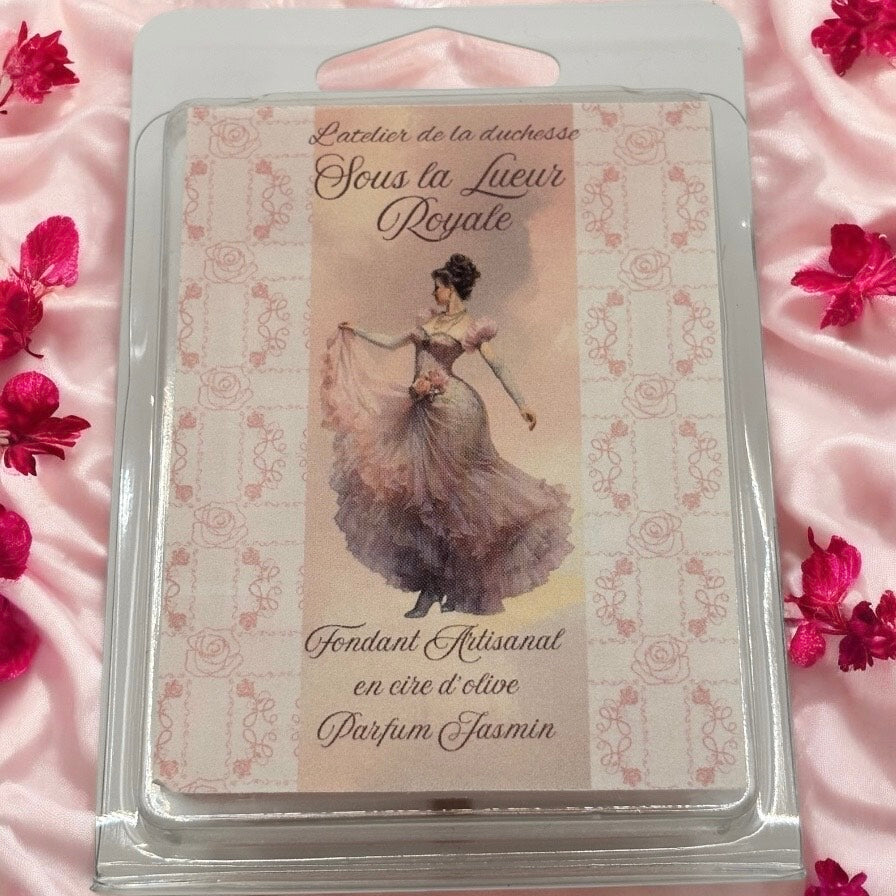 L'atelier de la duchesse
Sous la Lueur
Royale
Fondant Artisanal
en cire d'olive
Parfum Jasmin